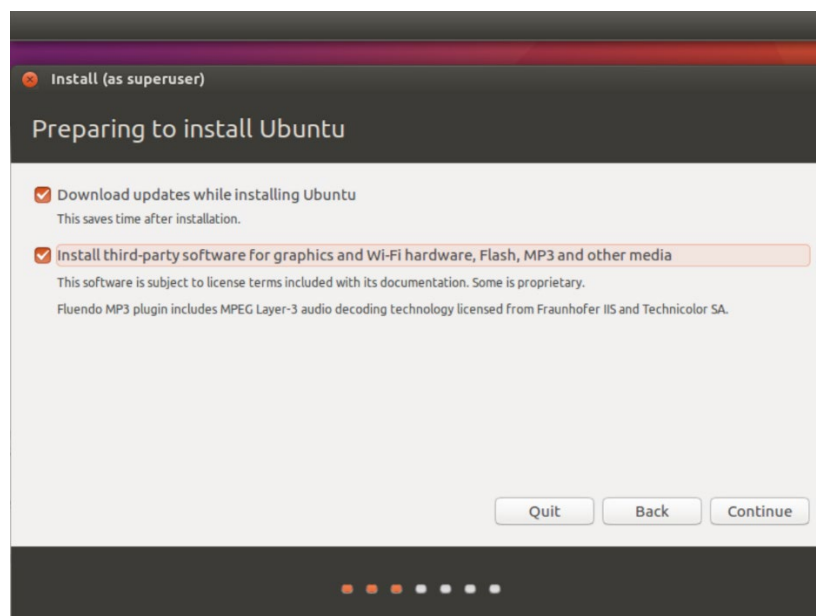 Install (as superuser)
Preparing to install Ubuntu
Download updates while installing Ubuntu
This saves time after installation.
Install third-party software for graphics and Wi-Fi hardware, Flash, MP3 and other media
This software is subject to license terms included with its documentation. Some is proprietary.
Fluendo MP3 plugin includes MPEG Layer-3 audio decoding technology licensed from Fraunhofer IIS and Technicolor SA.
Quit Back Continue